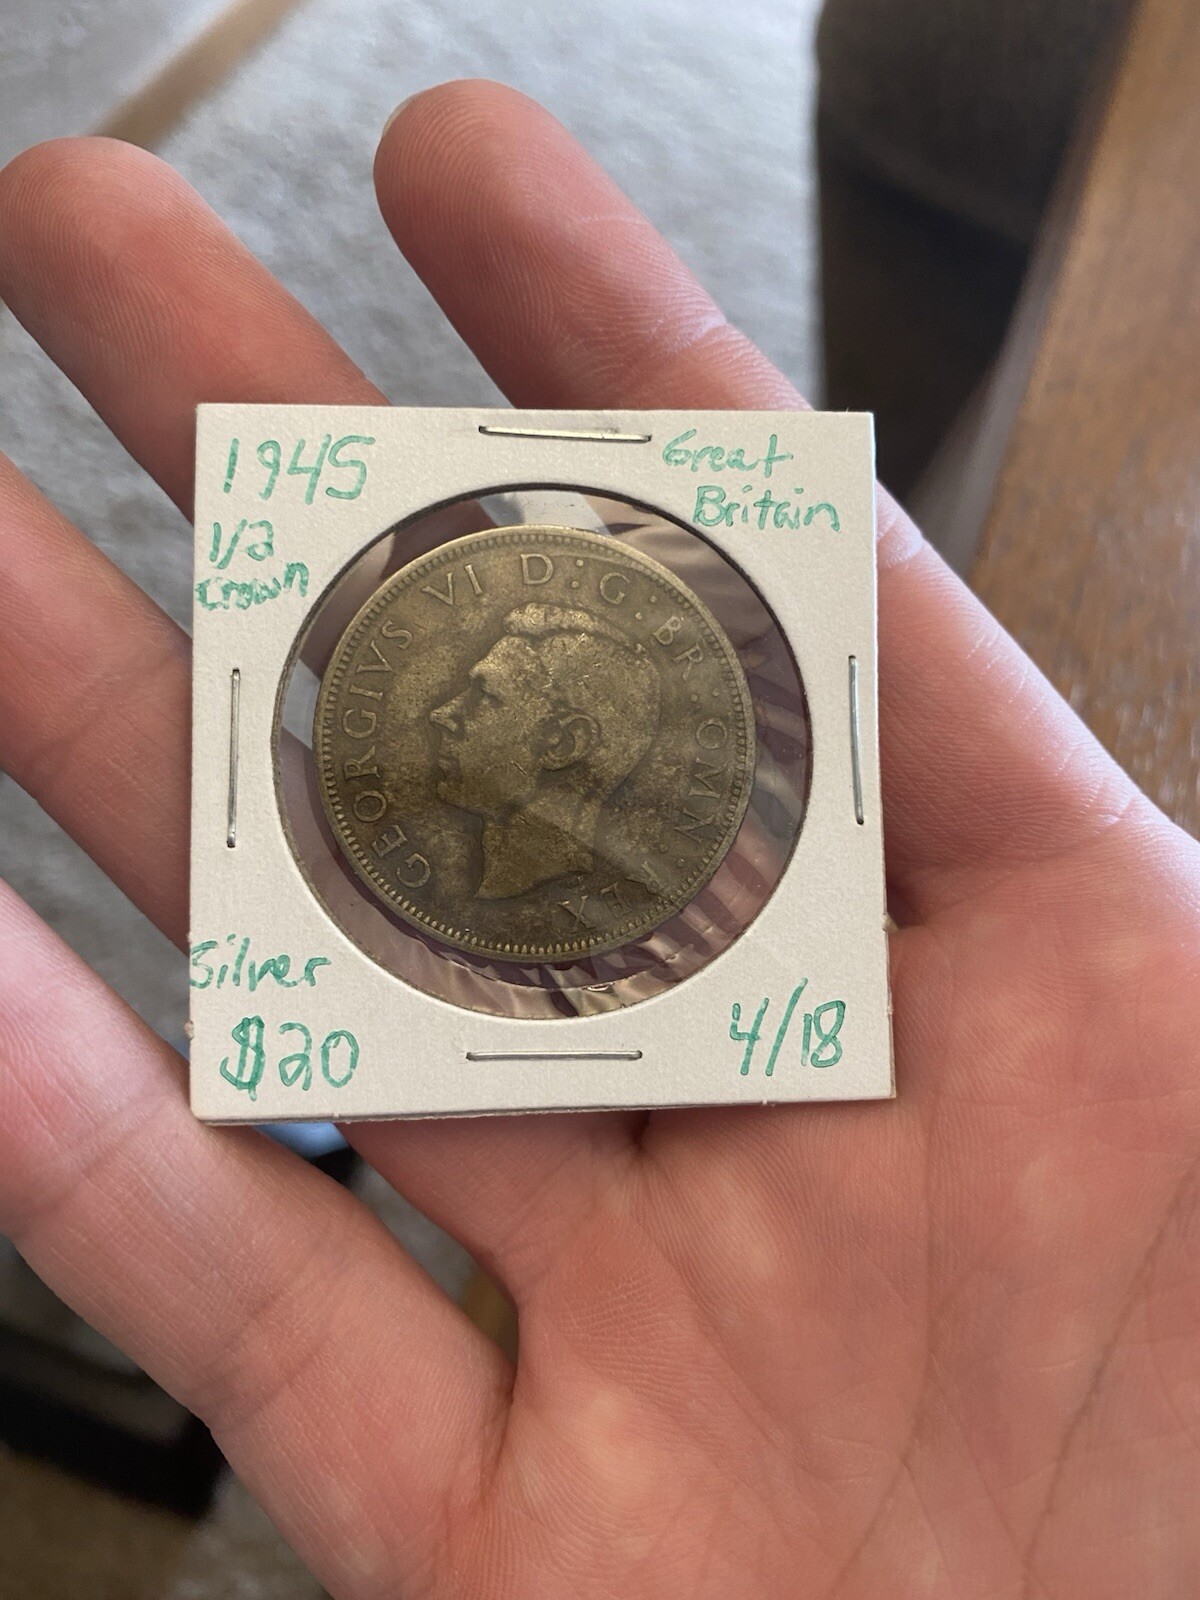 1945
1/2
Crown
Great
Britain
GEORGIVS VI D:G:BR:OMN:REX
Silver
$20
4/18